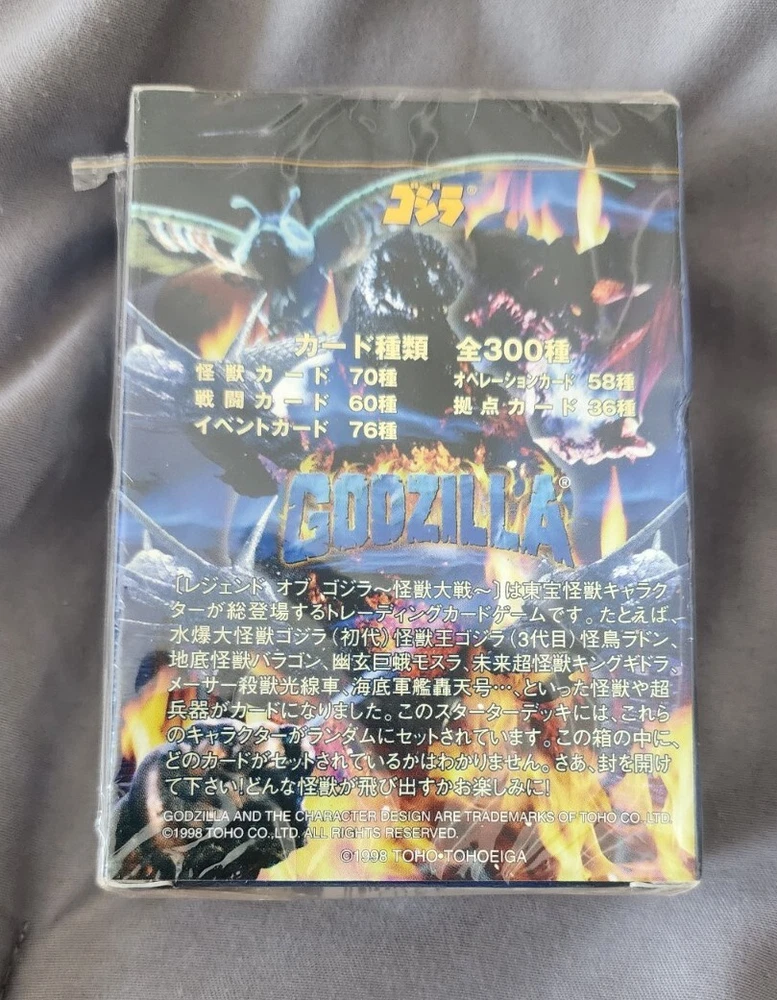 ゴジラ®
カード種類 全300種
怪獣カード 70種 オペレーションカード 58種
戦闘カード 60種 拠点カード 36種
イベントカード 76種
GODZILLA®
〔レジェンド オブ ゴジラ〜怪獣大戦〜〕は東宝怪獣キャラク
ターが総登場するトレーディングカードゲームです。たとえば、
水爆大怪獣ゴジラ(初代)怪獣王ゴジラ(3代目)怪鳥ラドン、
地底怪獣バラゴン、幽玄巨蛾モスラ、未来超怪獣キングギドラ、
メーサー殺獣光線車、海底軍艦轟天号…、といった怪獣や超
兵器がカードになりました。このスターターデッキには、これら
のキャラクターがランダムにセットされています。この箱の中に、
どのカードがセットされているかはわかりません。さあ、封を開け
て下さい!どんな怪獣が飛び出すかお楽しみに!
GODZILLA AND THE CHARACTER DESIGN ARE TRADEMARKS OF TOHO CO.,LTD.
©1998 TOHO CO.,LTD. ALL RIGHTS RESERVED.
©1998 TOHO•TOHOEIGA